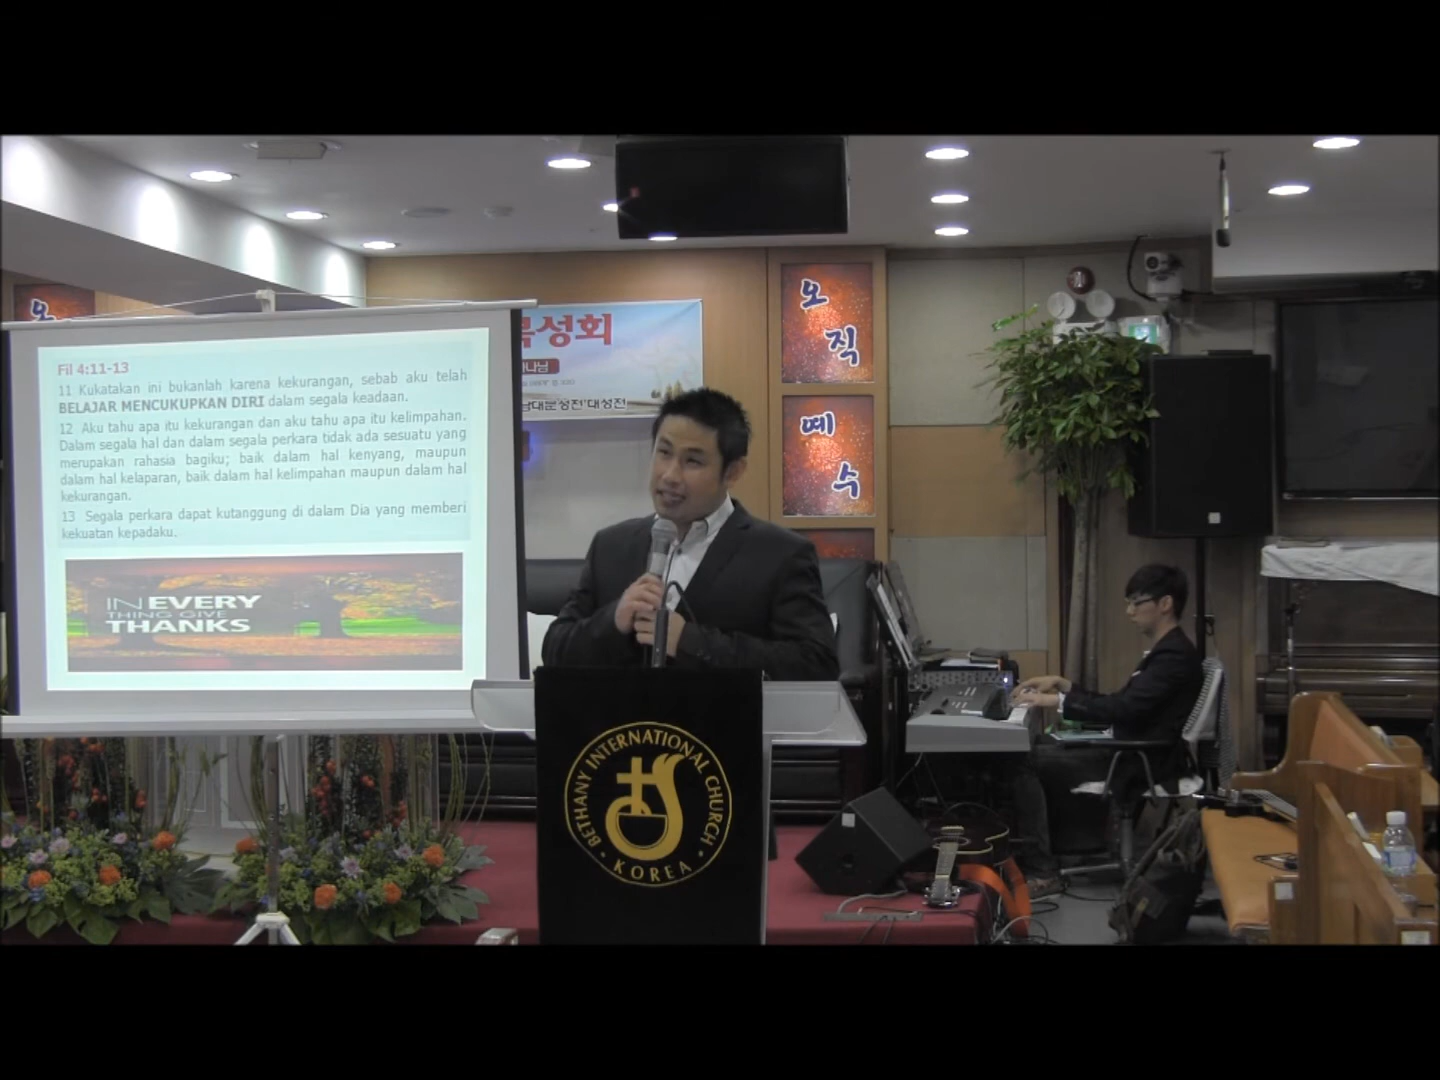 Fil 4:11-13
11 Kukatakan ini bukanlah karena kekurangan, sebab aku telah
BELAJAR MENCUKUPKAN DIRI dalam segala keadaan.
12 Aku tahu apa itu kekurangan dan aku tahu apa itu kelimpahan.
Dalam segala hal dan dalam segala perkara tidak ada sesuatu yang
merupakan rahasia bagiku; baik dalam hal kenyang, maupun
dalam hal kelaparan, baik dalam hal kelimpahan maupun dalam hal
kekurangan.
13 Segala perkara dapat kutanggung di dalam Dia yang memberi
kekuatan kepadaku.
IN EVERY
THING GIVE
THANKS
성회
오
직
예
수
오
BETHANY INTERNATIONAL CHURCH
KOREA